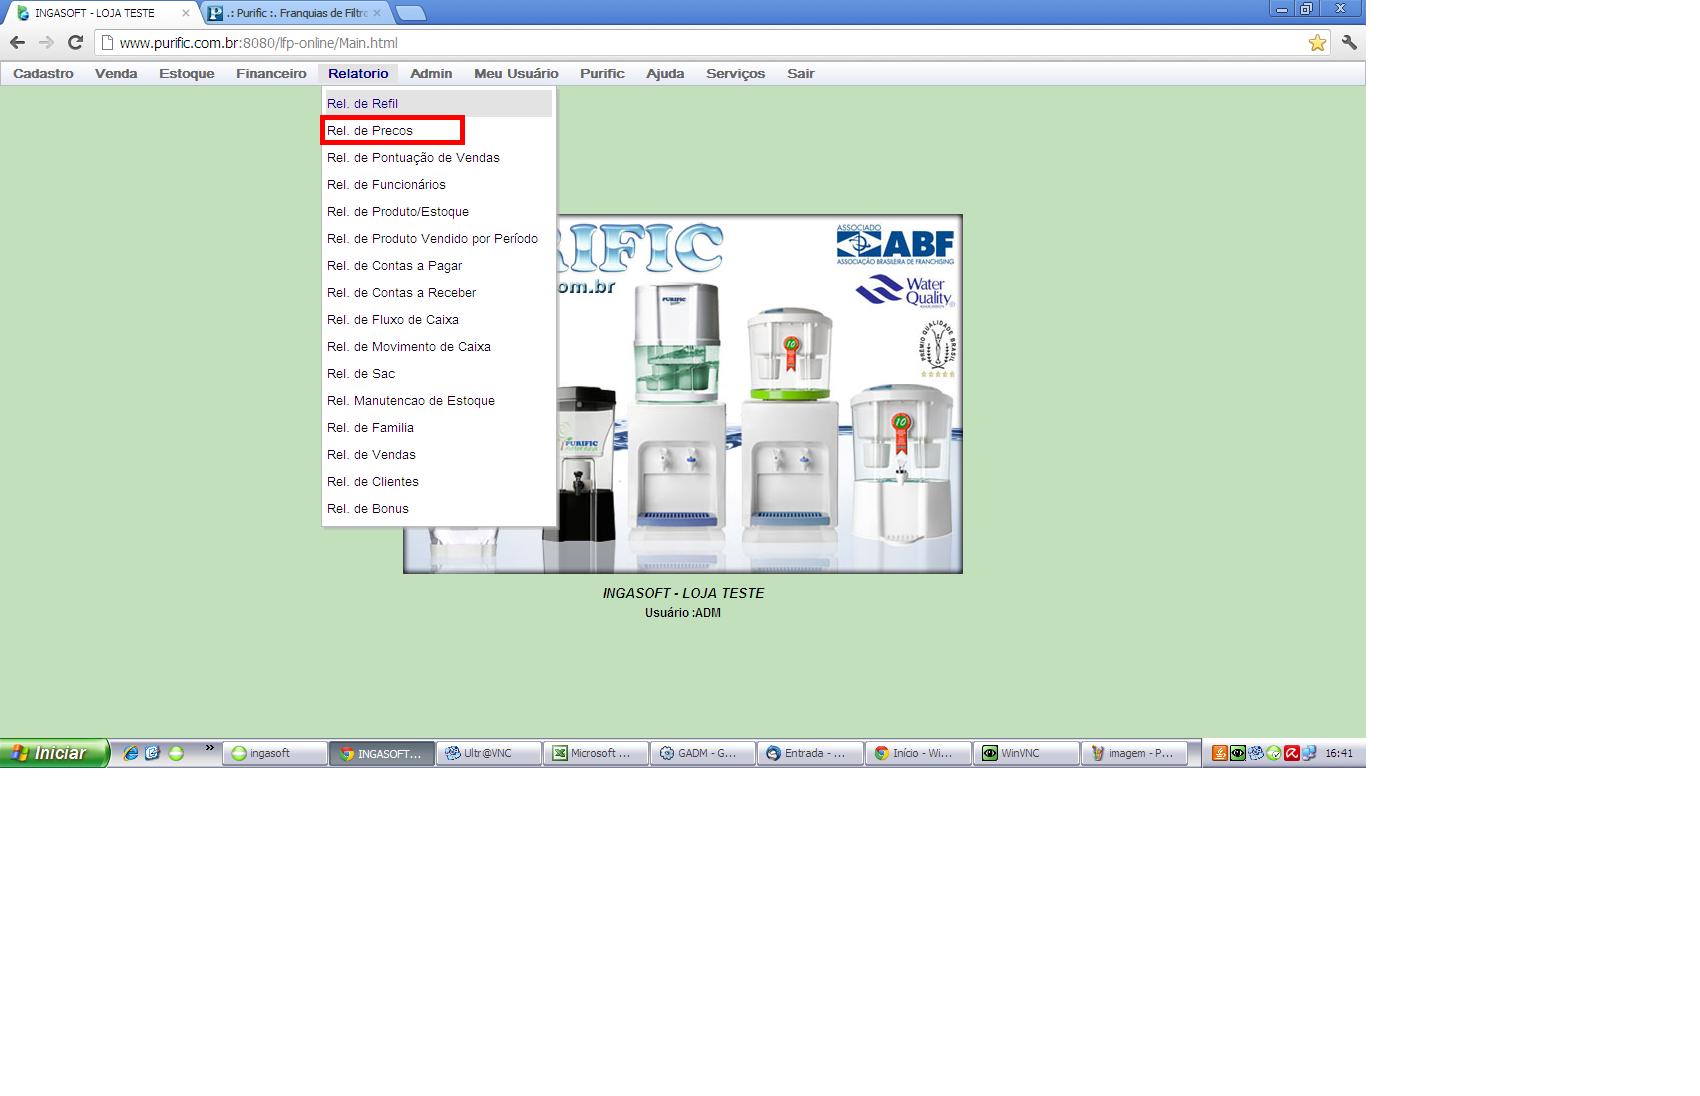 INGASOFT - LOJA TESTE
.: Purific :. Franquias de Filtro
www.purific.com.br:8080/lfp-online/Main.html
Cadastro Venda Estoque Financeiro Relatorio Admin Meu Usuário Purific Ajuda Serviços Sair
Rel. de Refil
Rel. de Precos
Rel. de Pontuação de Vendas
Rel. de Funcionários
Rel. de Produto/Estoque
Rel. de Produto Vendido por Período
Rel. de Contas a Pagar
Rel. de Contas a Receber
Rel. de Fluxo de Caixa
Rel. de Movimento de Caixa
Rel. de Sac
Rel. Manutencao de Estoque
Rel. de Familia
Rel. de Vendas
Rel. de Clientes
Rel. de Bonus
RIFIC
om.br
ASSOCIADO
ABF
ASSOCIAÇÃO BRASILEIRA DE FRANCHISING
Water
Quality
PRÊMIO QUALIDADE BRASIL
PURIFIC
10
PURIFIC
10
INGASOFT - LOJA TESTE
Usuário :ADM
Iniciar
ingasoft
INGASOFT...
Ultr@VNC
Microsoft ...
GADM - G...
Entrada - ...
Início - Wi...
WinVNC
imagem - P...
16:41